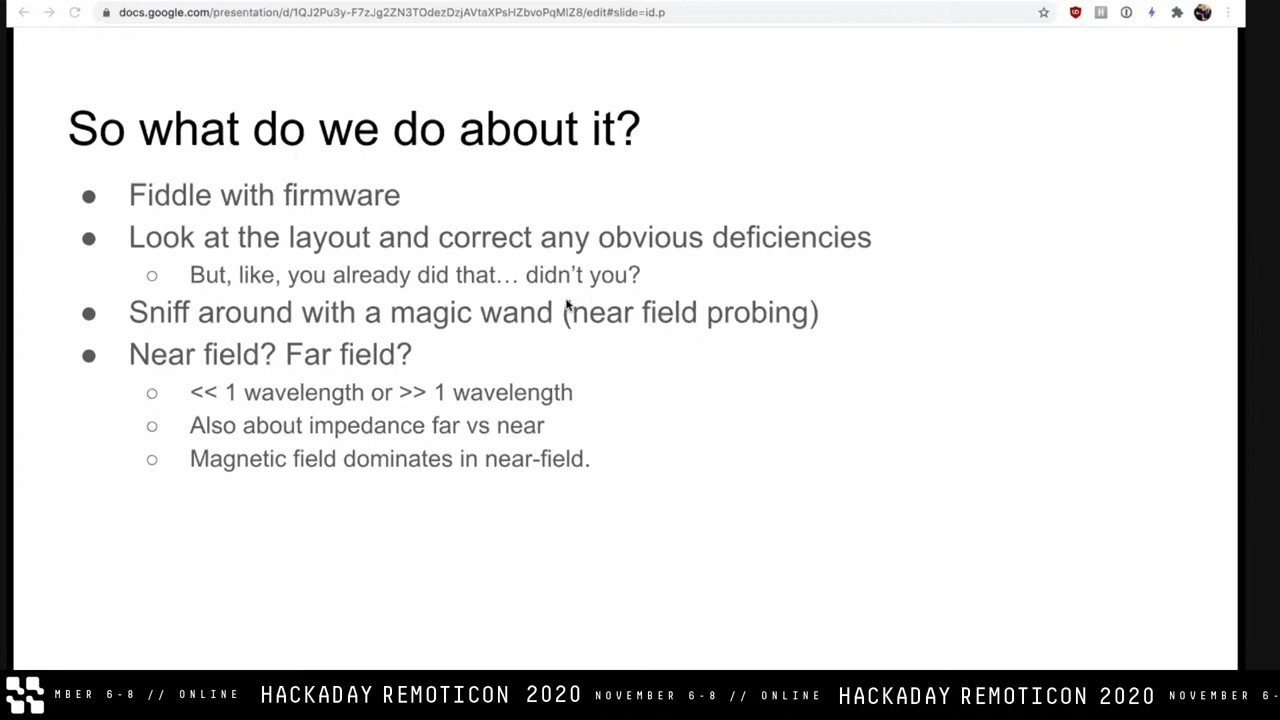 docs.google.com/presentation/d/1QJ2Pu3y-F7zJg2ZN3TOdezDzjAVtaXPsHZbvoPqMlZ8/edit#slide=id.p
So what do we do about it?
● Fiddle with firmware
● Look at the layout and correct any obvious deficiencies
○ But, like, you already did that… didn’t you?
● Sniff around with a magic wand (near field probing)
● Near field? Far field?
○ << 1 wavelength or >> 1 wavelength
○ Also about impedance far vs near
○ Magnetic field dominates in near-field.
MBER 6-8 // ONLINE HACKADAY REMOTICON 2020 NOVEMBER 6-8 // ONLINE HACKADAY REMOTICON 2020 NOVEMBER 6-